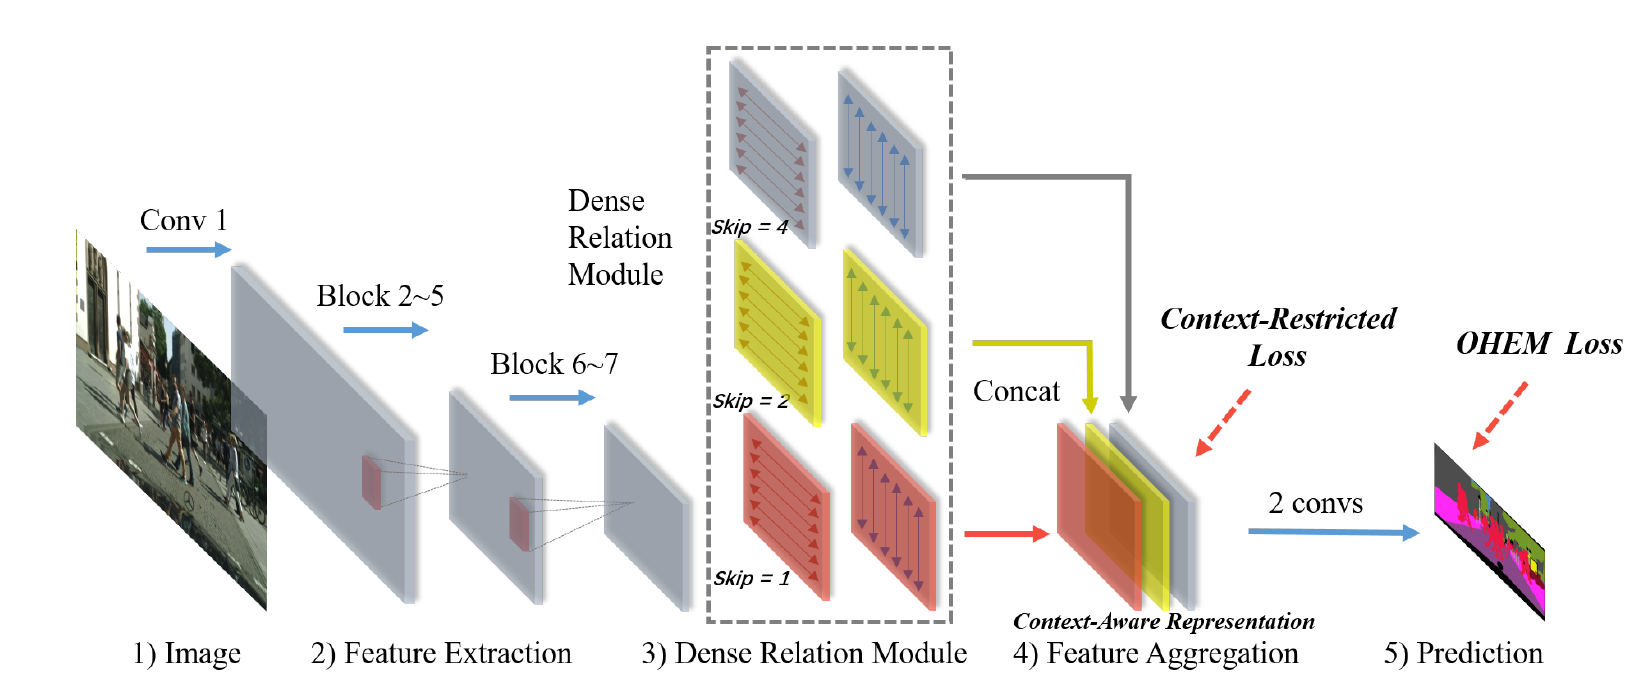 Conv 1
Block 2~5
Block 6~7
Dense
Relation
Module
Skip = 4
Skip = 2
Skip = 1
Concat
Context-Restricted
Loss
OHEM Loss
2 convs
Context-Aware Representation
1) Image
2) Feature Extraction
3) Dense Relation Module
4) Feature Aggregation
5) Prediction